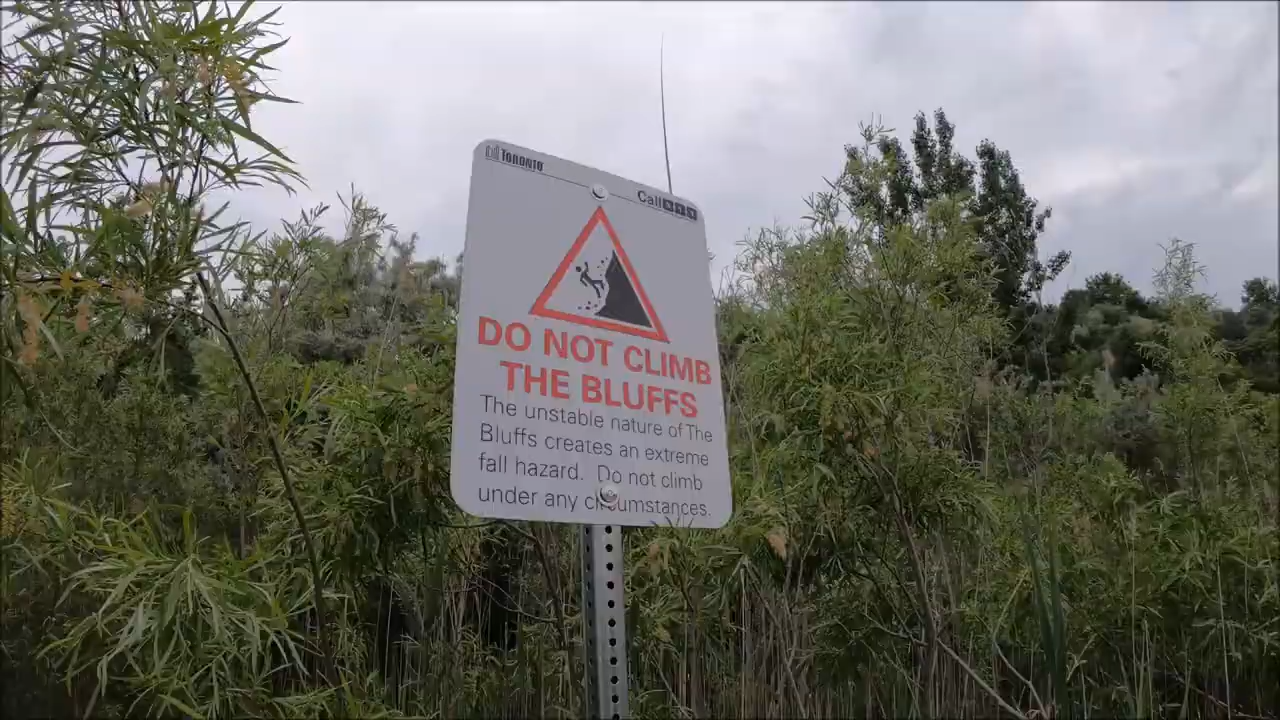 TORONTO
Call 311
DO NOT CLIMB
THE BLUFFS
The unstable nature of The
Bluffs creates an extreme
fall hazard. Do not climb
under any circumstances.